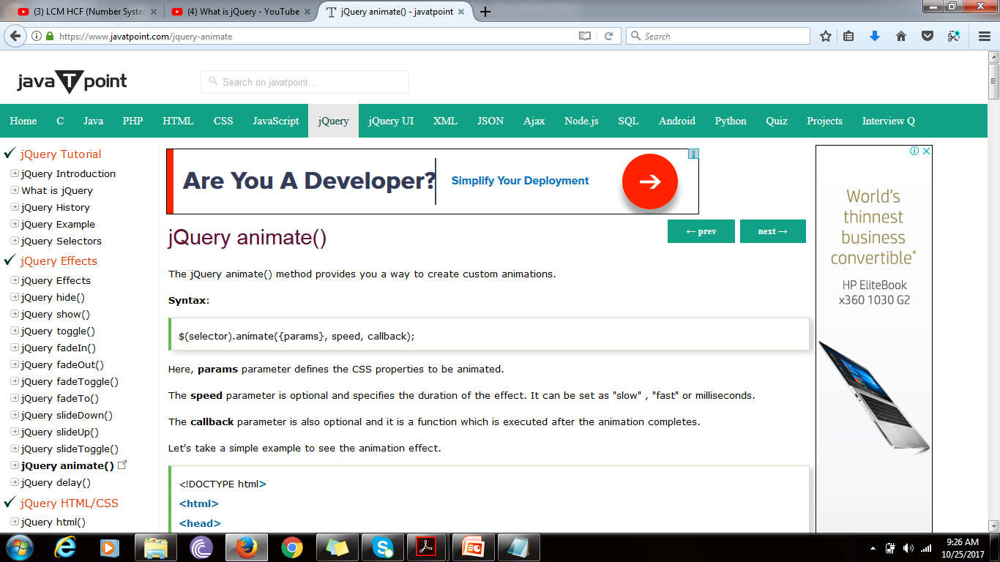 (3) LCM HCF (Number System
(4) What is jQuery - YouTube
jQuery animate() - javatpoint
https://www.javatpoint.com/jquery-animate
Search
javaTpoint
Search on javatpoint...
Home C Java PHP HTML CSS JavaScript jQuery jQuery UI XML JSON Ajax Node.js SQL Android Python Quiz Projects Interview Q
jQuery Tutorial
jQuery Introduction
What is jQuery
jQuery History
jQuery Example
jQuery Selectors
jQuery Effects
jQuery Effects
jQuery hide()
jQuery show()
jQuery toggle()
jQuery fadeIn()
jQuery fadeOut()
jQuery fadeToggle()
jQuery fadeTo()
jQuery slideDown()
jQuery slideUp()
jQuery slideToggle()
jQuery animate()
jQuery delay()
jQuery HTML/CSS
jQuery html()
Are You A Developer?
Simplify Your Deployment
← prev
next →
jQuery animate()
The jQuery animate() method provides you a way to create custom animations.
Syntax:
$(selector).animate({params}, speed, callback);
Here, params parameter defines the CSS properties to be animated.
The speed parameter is optional and specifies the duration of the effect. It can be set as "slow" , "fast" or milliseconds.
The callback parameter is also optional and it is a function which is executed after the animation completes.
Let's take a simple example to see the animation effect.
<!DOCTYPE html>
<html>
<head>
World's
thinnest
business
convertible*
HP EliteBook
x360 1030 G2
9:26 AM
10/25/2017